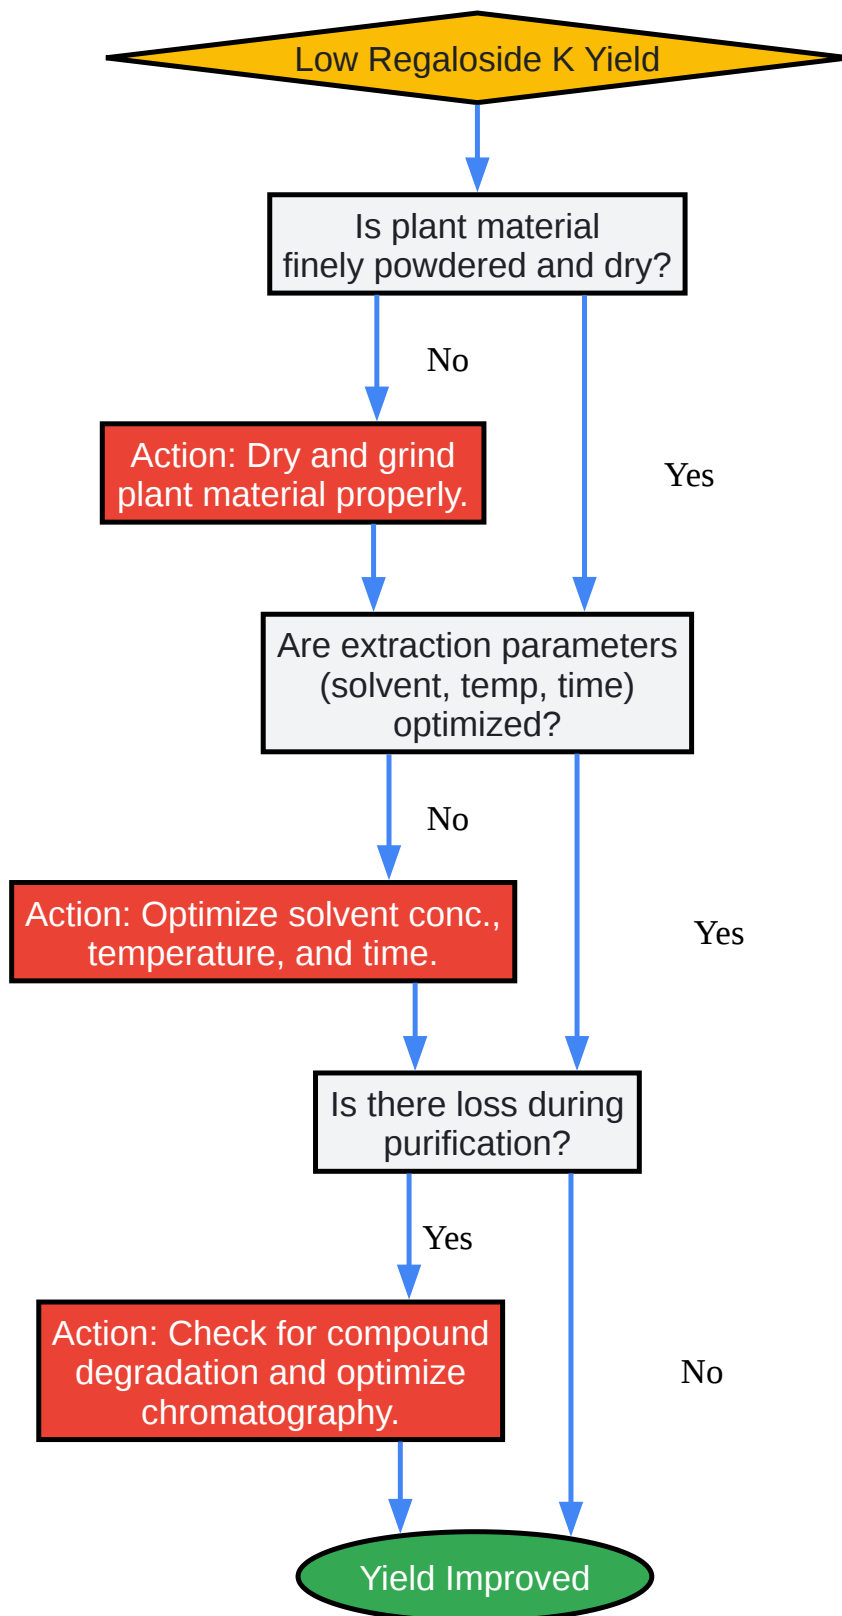 Low Regaloside K Yield
Is plant material
finely powdered and dry?
No
Action: Dry and grind
plant material properly.
Yes
Are extraction parameters
(solvent, temp, time)
optimized?
No
Action: Optimize solvent conc.,
temperature, and time.
Yes
Is there loss during
purification?
Yes
Action: Check for compound
degradation and optimize
chromatography.
No
Yield Improved